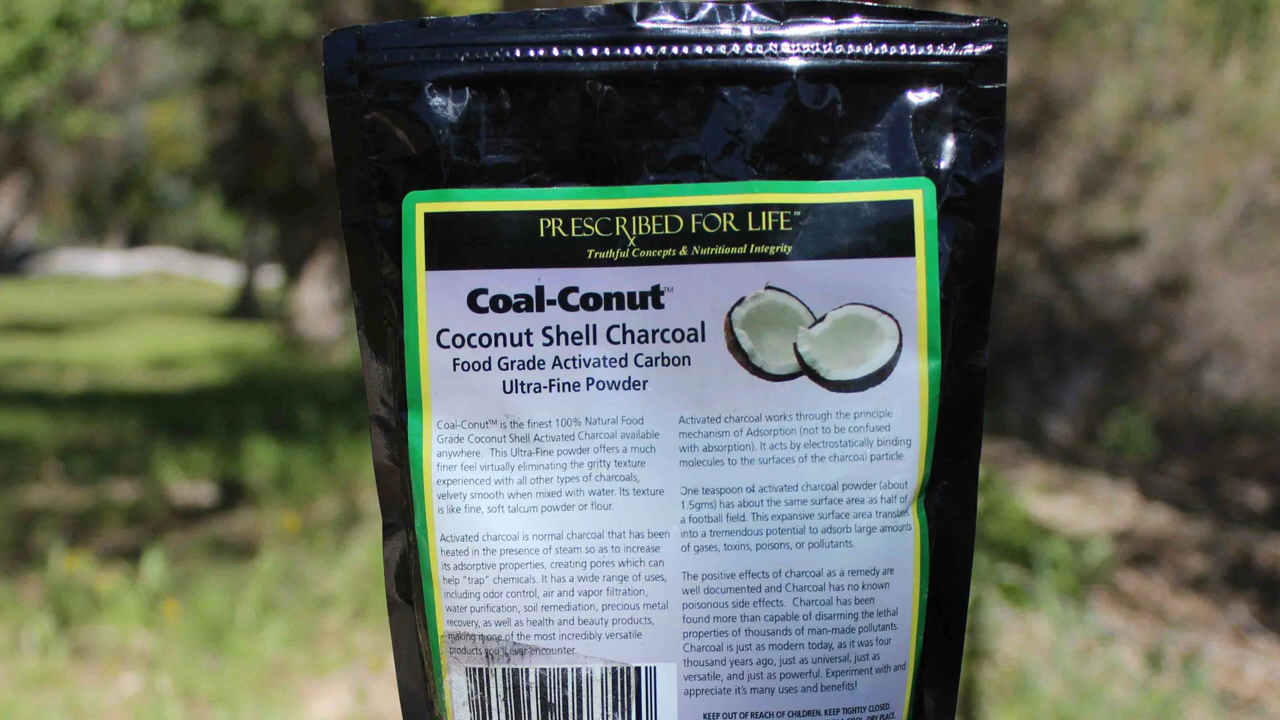 PRESCRIBED FOR LIFE™
Truthful Concepts & Nutritional Integrity
Coal-Conut™
Coconut Shell Charcoal
Food Grade Activated Carbon
Ultra-Fine Powder
Coal-Conut™ is the finest 100% Natural Food
Grade Coconut Shell Activated Charcoal available
anywhere. This Ultra-Fine powder offers a much
finer feel virtually eliminating the gritty texture
experienced with all other types of charcoals,
velvety smooth when mixed with water. Its texture
is like fine, soft talcum powder or flour.
Activated charcoal is normal charcoal that has been
heated in the presence of steam so as to increase
its adsorptive properties, creating pores which can
help "trap" chemicals. It has a wide range of uses,
including odor control, air and vapor filtration,
water purification, soil remediation, precious metal
recovery, as well as health and beauty products,
making it one of the most incredibly versatile
products you'll ever encounter.
Activated charcoal works through the principle
mechanism of Adsorption (not to be confused
with absorption). It acts by electrostatically binding
molecules to the surfaces of the charcoal particle.
One teaspoon of activated charcoal powder (about
1.5gms) has about the same surface area as half of
a football field. This expansive surface area translates
into a tremendous potential to adsorb large amounts
of gases, toxins, poisons, or pollutants.
The positive effects of charcoal as a remedy are
well documented and Charcoal has no known
poisonous side effects. Charcoal has been
found more than capable of disarming the lethal
properties of thousands of man-made pollutants.
Charcoal is just as modern today, as it was four
thousand years ago, just as universal, just as
versatile, and just as powerful. Experiment with and
appreciate it's many uses and benefits!
KEEP OUT OF REACH OF CHILDREN. KEEP TIGHTLY CLOSED.
COOL, DRY PLACE.